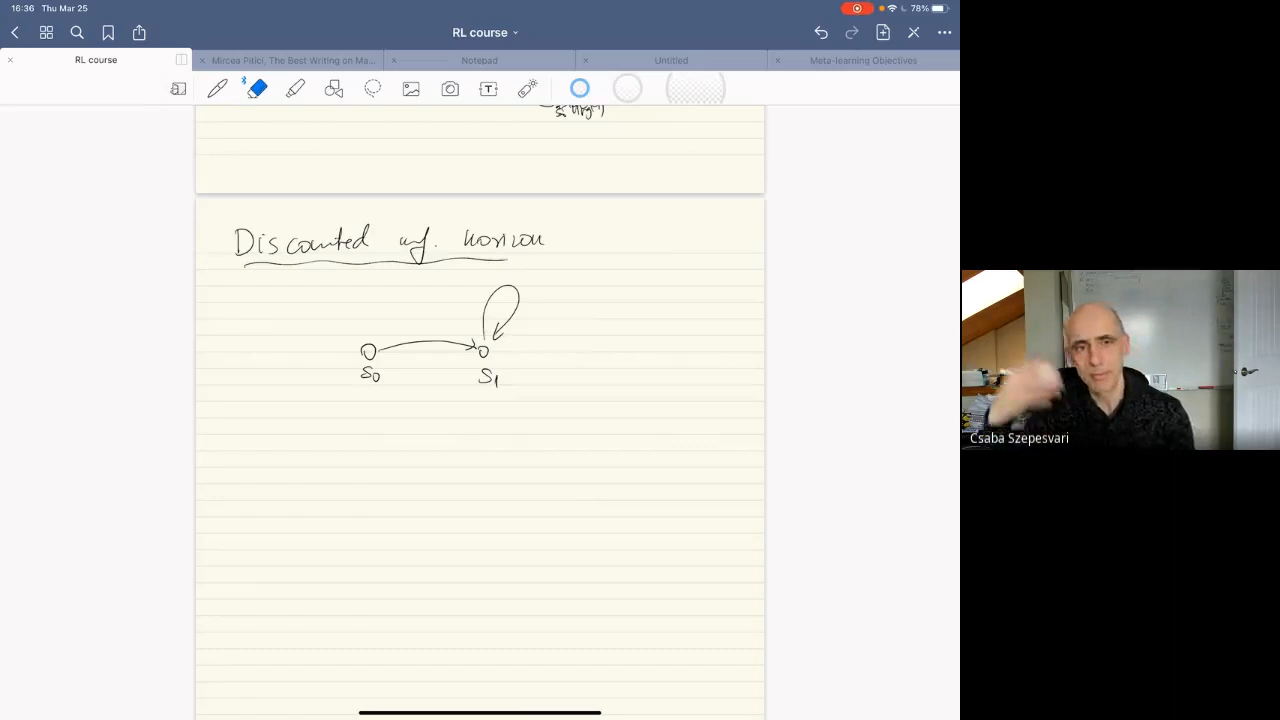 16:36 Thu Mar 25
78%
RL course
RL course
Mircea Pitici, The Best Writing on Ma...
Notepad
Untitled
Meta-learning Objectives
Discounted inf. horizon
S0
S1
Csaba Szepesvari